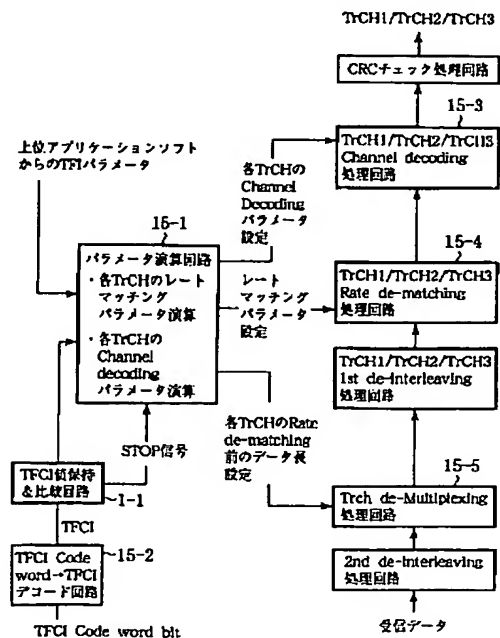 TrCH1/TrCH2/TrCH3
CRCチェック処理回路
15-3
TrCH1/TrCH2/TrCH3
Channel decoding
処理回路
上位アプリケーションソフト
からのTFIパラメータ
各TrCHの
Channel
Decoding
パラメータ
設定
15-1
パラメータ演算回路
・各TrCHのレート
マッチング
パラメータ演算
・各TrCHの
Channel
decoding
パラメータ演算
レート
マッチング
パラメータ
設定
15-4
TrCH1/TrCH2/TrCH3
Rate de-matching
処理回路
TrCH1/TrCH2/TrCH3
1st de-interleaving
処理回路
各TrCHのRate
de-matching
前のデータ長
設定
STOP信号
TFCI値保持
&比較回路
1-1
TFCI
15-5
Trch de-Multiplexing
処理回路
TFCI Code
word→TFCI
デコード回路
15-2
2nd de-interleaving
処理回路
TFCI Code word bit
受信データ